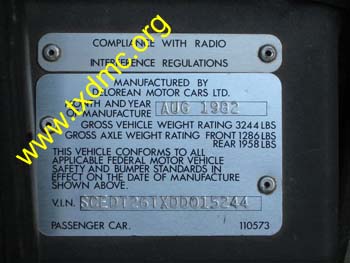 COMPLIANCE WITH RADIO
INTERFERENCE REGULATIONS
MANUFACTURED BY
DELOREAN MOTOR CARS LTD.
MONTH AND YEAR
OF MANUFACTURE AUG 1982
GROSS VEHICLE WEIGHT RATING 3244 LBS
GROSS AXLE WEIGHT FRONT 1286 LBS
REAR 1958 LBS
THIS VEHICLE CONFORMS TO ALL
APPLICABLE FEDERAL MOTOR VEHICLE
SAFETY AND BUMPER STANDARDS IN
EFFECT ON THE DATE OF MANUFACTURE
SHOWN ABOVE.
V.I.N. SCEDT26TXDD015244
PASSENGER CAR. 110573
www.txdmc.org